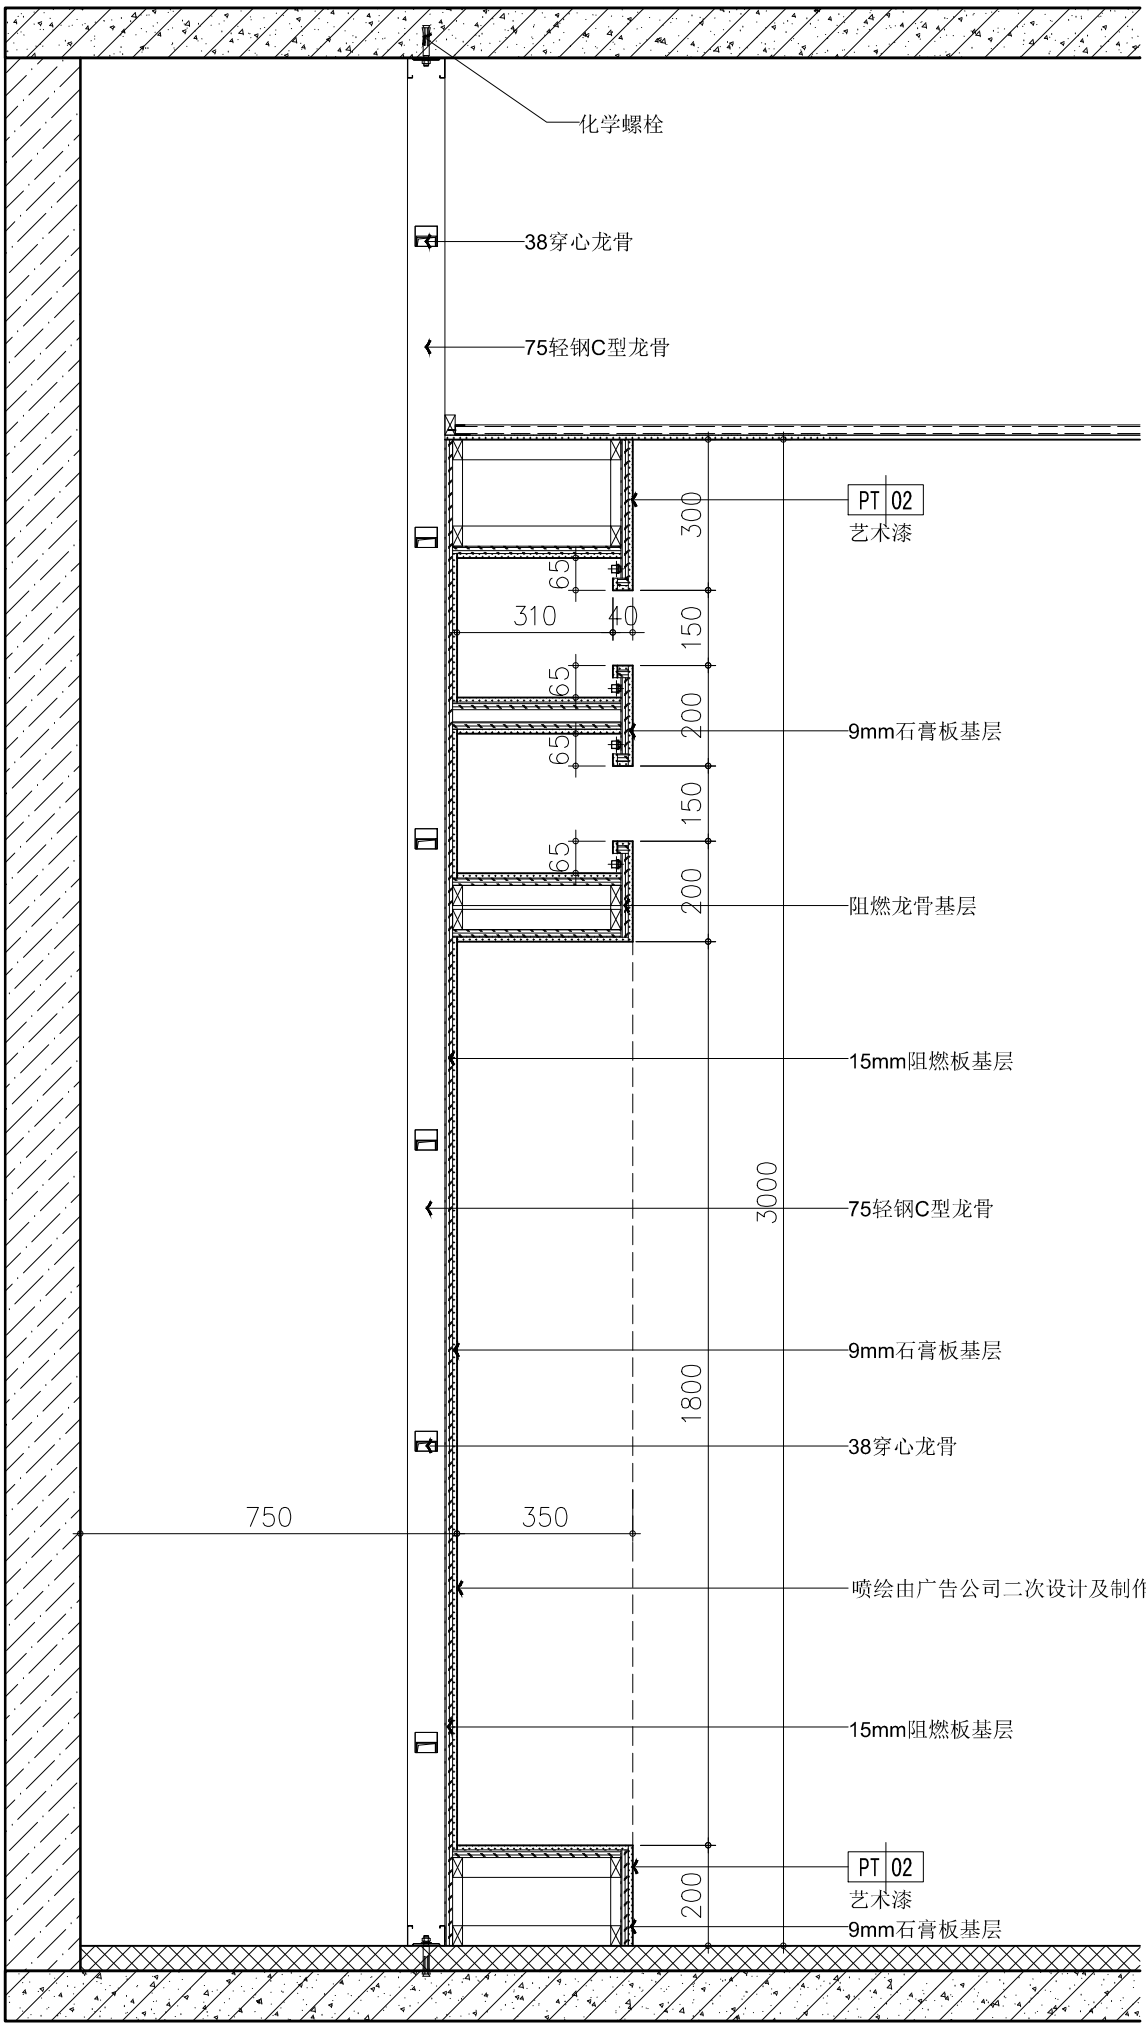 化学螺栓
38穿心龙骨
75轻钢C型龙骨
PT 02
艺术漆
300
65
310
40
150
65
200
9mm石膏板基层
65
150
65
200
阻燃龙骨基层
15mm阻燃板基层
3000
75轻钢C型龙骨
9mm石膏板基层
1800
38穿心龙骨
750
350
喷绘由广告公司二次设计及制作
15mm阻燃板基层
PT 02
艺术漆
200
9mm石膏板基层